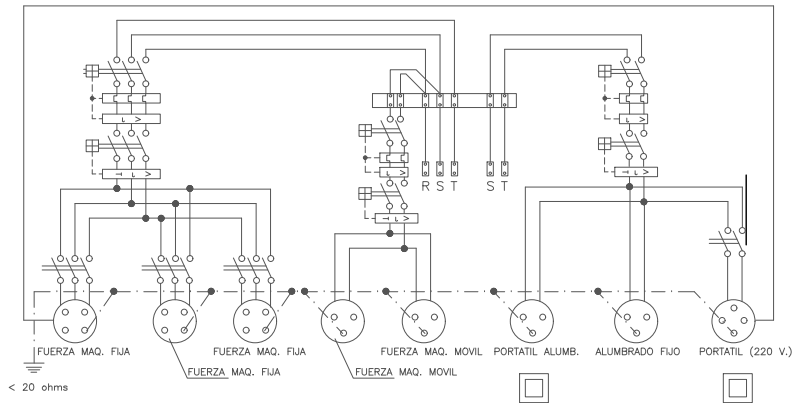 R S T S T
FUERZA MAQ. FIJA FUERZA MAQ. FIJA FUERZA MAQ. MOVIL PORTATIL ALUMB. ALUMBRADO FIJO PORTATIL (220 V.)
FUERZA MAQ. FIJA FUERZA MAQ. MOVIL
< 20 ohms